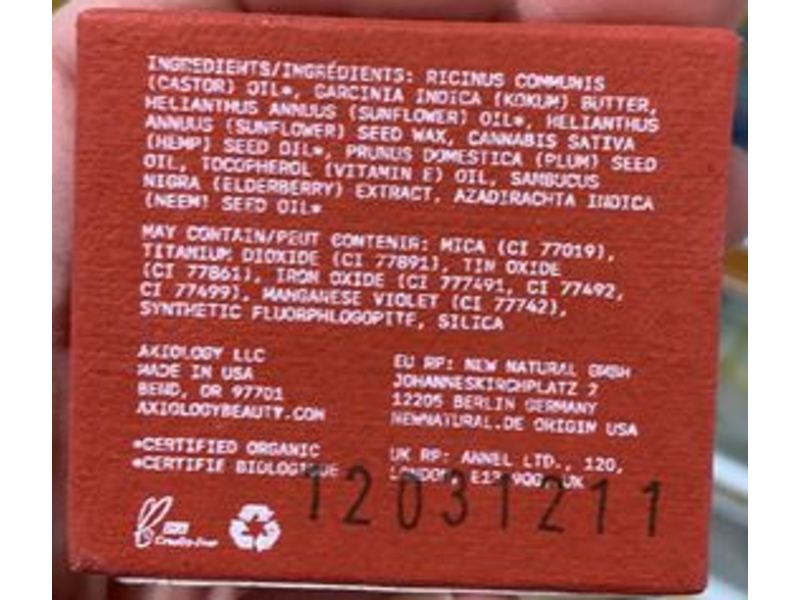 INGREDIENTS/INGRÉDIENTS: RICINUS COMMUNIS
(CASTOR) OIL*, GARCINIA INDICA (KOKUM) BUTTER,
HELIANTHUS ANNUUS (SUNFLOWER) OIL*, HELIANTHUS
ANNUUS (SUNFLOWER) SEED WAX, CANNABIS SATIVA
(HEMP) SEED OIL*, PRUNUS DOMESTICA (PLUM) SEED
OIL, TOCOPHEROL (VITAMIN E) OIL, SAMBUCUS
NIGRA (ELDERBERRY) EXTRACT, AZADIRACHTA INDICA
(NEEM) SEED OIL*
MAY CONTAIN/PEUT CONTENIR: MICA (CI 77019),
TITANIUM DIOXIDE (CI 77891), TIN OXIDE
(CI 77861), IRON OXIDE (CI 777491, CI 77492,
CI 77499), MANGANESE VIOLET (CI 77742),
SYNTHETIC FLUORPHLOGOPITE, SILICA
AXIOLOGY LLC
MADE IN USA
BEND, OR 97701
AXIOLOGYBEAUTY.COM
*CERTIFIED ORGANIC
*CERTIFIE BIOLOGIQUE
EU RP: NEW NATURAL GMBH
JOHANNESKIRCHPLATZ 7
12205 BERLIN GERMANY
NEWNATURAL.DE ORIGIN USA
UK RP: ANNEL LTD., 120,
LONDON, UK
12031211
Cruelty-Free